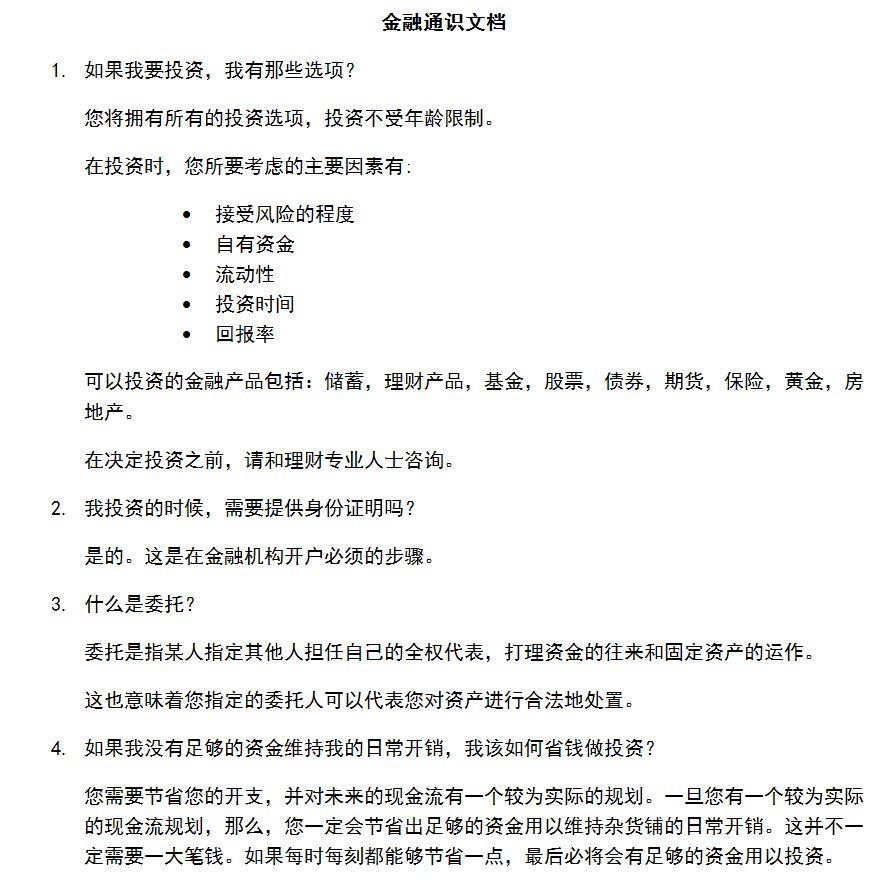 金融通识文档
1. 如果我要投资，我有那些选项？
您将拥有所有的投资选项，投资不受年龄限制。
在投资时，您所要考虑的主要因素有:
• 接受风险的程度
• 自有资金
• 流动性
• 投资时间
• 回报率
可以投资的金融产品包括：储蓄，理财产品，基金，股票，债券，期货，保险，黄金，房
地产。
在决定投资之前，请和理财专业人士咨询。
2. 我投资的时候，需要提供身份证明吗？
是的。这是在金融机构开户必须的步骤。
3. 什么是委托？
委托是指某人指定其他人担任自己的全权代表，打理资金的往来和固定资产的运作。
这也意味着您指定的委托人可以代表您对资产进行合法地处置。
4. 如果我没有足够的资金维持我的日常开销，我该如何省钱做投资？
您需要节省您的开支，并对未来的现金流有一个较为实际的规划。一旦您有一个较为实际
的现金流规划，那么，您一定会节省出足够的资金用以维持杂货铺的日常开销。这并不一
定需要一大笔钱。如果每时每刻都能够节省一点，最后必将会有足够的资金用以投资。